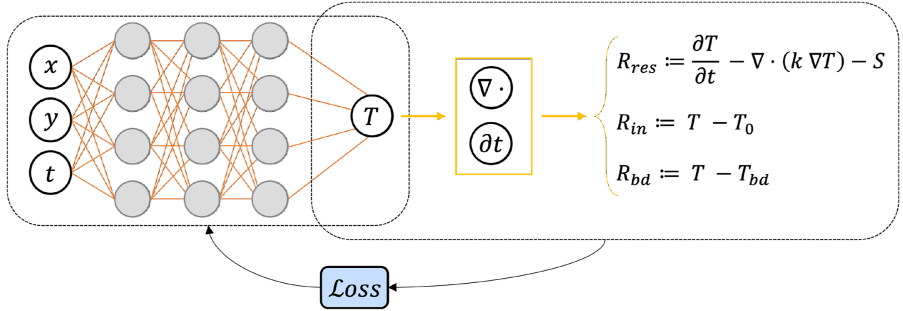 x
y
t
T
∇ ·
∂t
R_res ≔ ∂T/∂t − ∇ · (k ∇T) − S
R_in ≔ T − T_0
R_bd ≔ T − T_bd
ℒoss